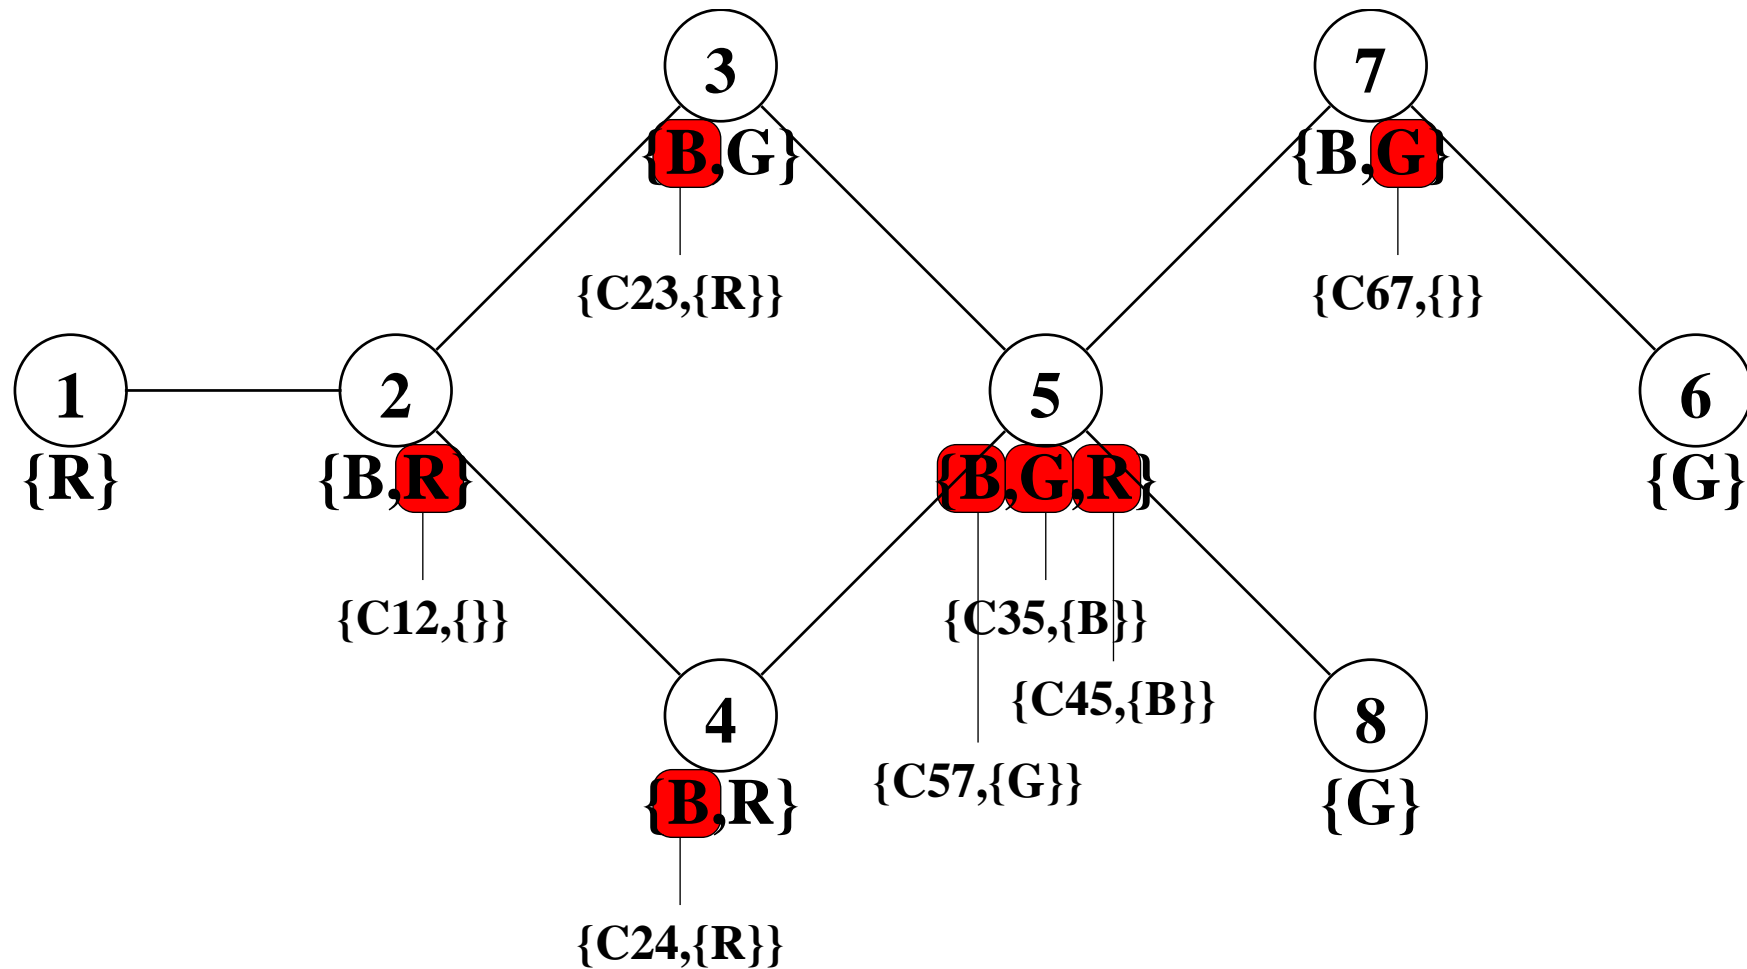 3
7
{B,G}
{B,G}
{C23,{R}}
{C67,{}}
1
2
5
6
{R}
{B,R}
{B,G,R}
{G}
{C12,{}}
{C35,{B}}
{C45,{B}}
4
8
{C57,{G}}
{B,R}
{G}
{C24,{R}}